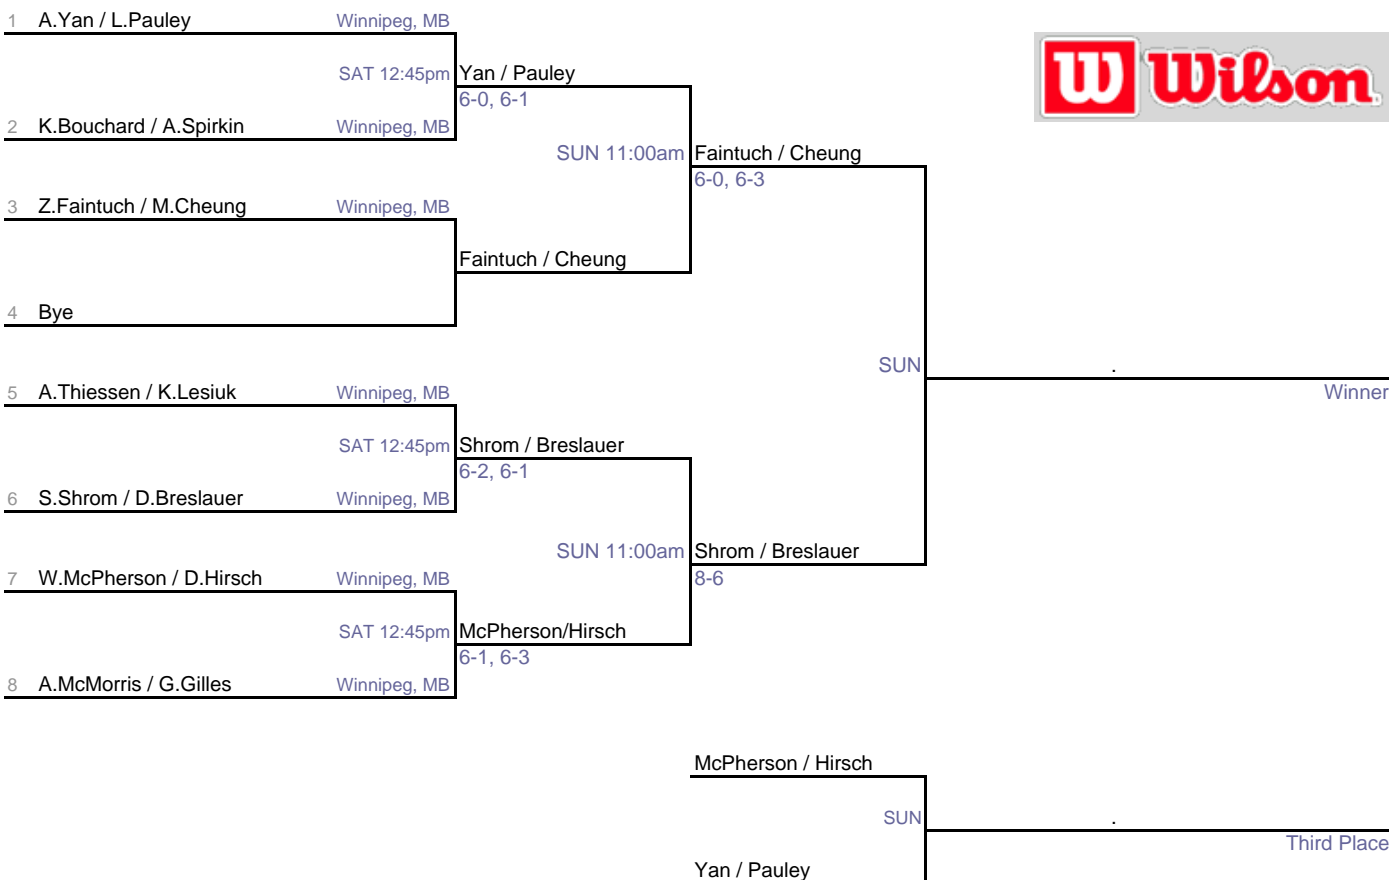 1 A.Yan / L.Pauley Winnipeg, MB
W Wilson
SAT 12:45pm Yan / Pauley
6-0, 6-1
2 K.Bouchard / A.Spirkin Winnipeg, MB
SUN 11:00am Faintuch / Cheung
6-0, 6-3
3 Z.Faintuch / M.Cheung Winnipeg, MB
Faintuch / Cheung
4 Bye
SUN .
5 A.Thiessen / K.Lesiuk Winnipeg, MB Winner
SAT 12:45pm Shrom / Breslauer
6-2, 6-1
6 S.Shrom / D.Breslauer Winnipeg, MB
SUN 11:00am Shrom / Breslauer
7 W.McPherson / D.Hirsch Winnipeg, MB 8-6
SAT 12:45pm McPherson/Hirsch
6-1, 6-3
8 A.McMorris / G.Gilles Winnipeg, MB
McPherson / Hirsch
SUN .
Third Place
Yan / Pauley